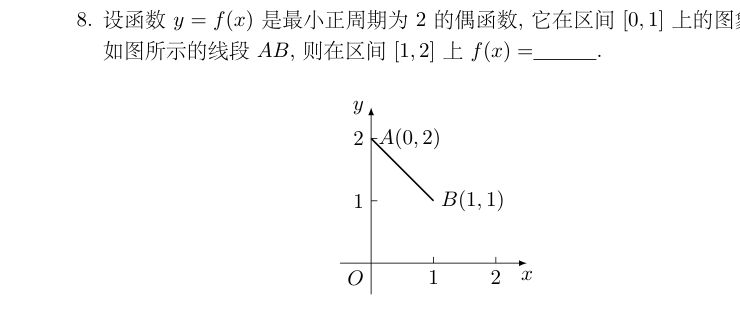 8. 设函数 y = f(x) 是最小正周期为 2 的偶函数, 它在区间 [0, 1] 上的图
如图所示的线段 AB, 则在区间 [1, 2] 上 f(x) =______.
y
2 A(0, 2)
1 B(1, 1)
O 1 2 x